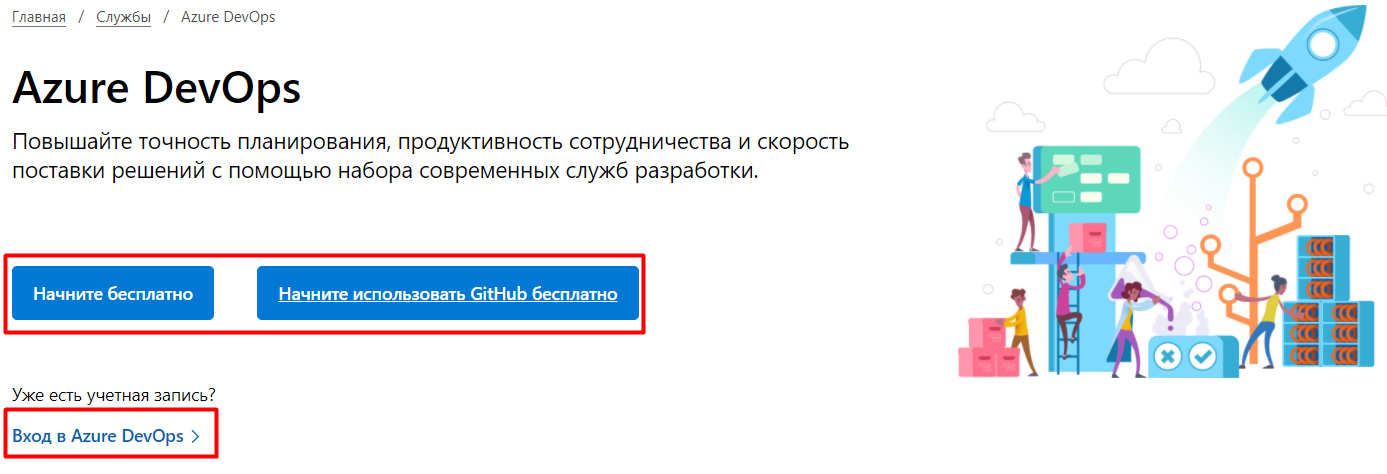 Главная / Службы / Azure DevOps
Azure DevOps
Повышайте точность планирования, продуктивность сотрудничества и скорость
поставки решений с помощью набора современных служб разработки.
Начните бесплатно
Начните использовать GitHub бесплатно
Уже есть учетная запись?
Вход в Azure DevOps